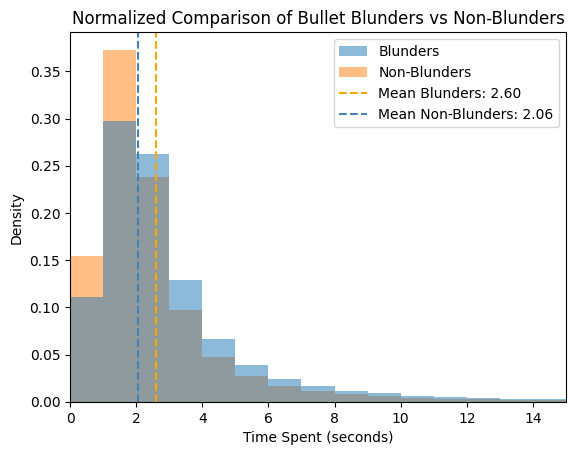 Normalized Comparison of Bullet Blunders vs Non-Blunders
Blunders
Non-Blunders
Mean Blunders: 2.60
Mean Non-Blunders: 2.06
Density
0.35
0.30
0.25
0.20
0.15
0.10
0.05
0.00
0 2 4 6 8 10 12 14
Time Spent (seconds)